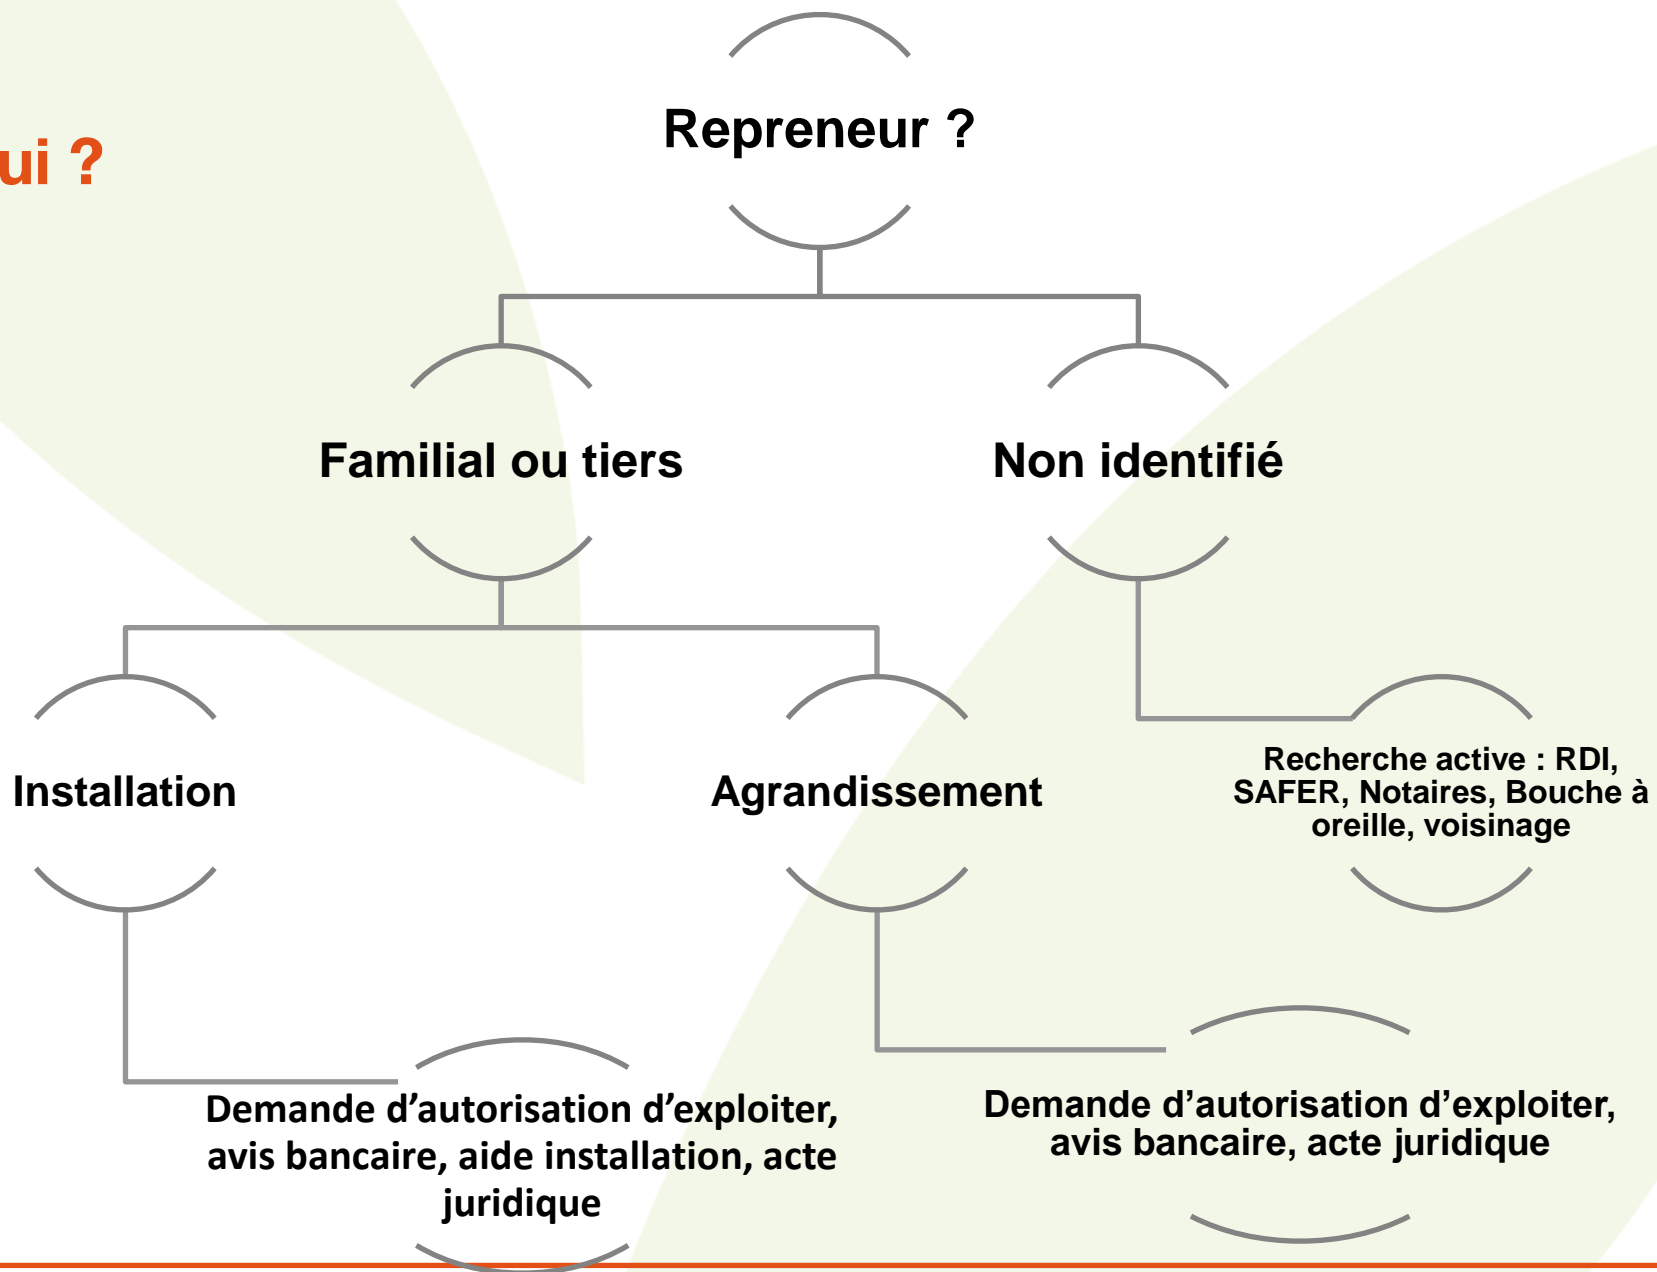 ui ?
Repreneur ?
Familial ou tiers
Non identifié
Installation
Agrandissement
Recherche active : RDI,
SAFER, Notaires, Bouche à
oreille, voisinage
Demande d’autorisation d’exploiter,
avis bancaire, aide installation, acte
juridique
Demande d’autorisation d’exploiter,
avis bancaire, acte juridique